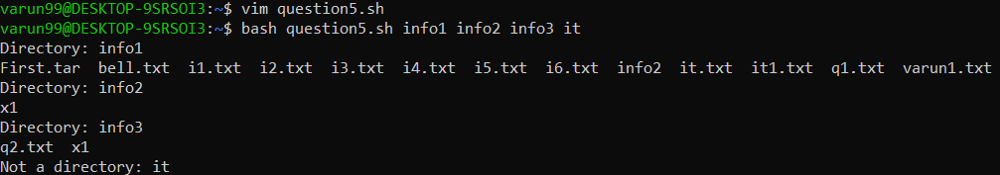 varun99@DESKTOP-9SRSOI3:~$ vim question5.sh
varun99@DESKTOP-9SRSOI3:~$ bash question5.sh info1 info2 info3 it
Directory: info1
First.tar  bell.txt  i1.txt  i2.txt  i3.txt  i4.txt  i5.txt  i6.txt  info2  it.txt  it1.txt  q1.txt  varun1.txt
Directory: info2
x1
Directory: info3
q2.txt  x1
Not a directory: it